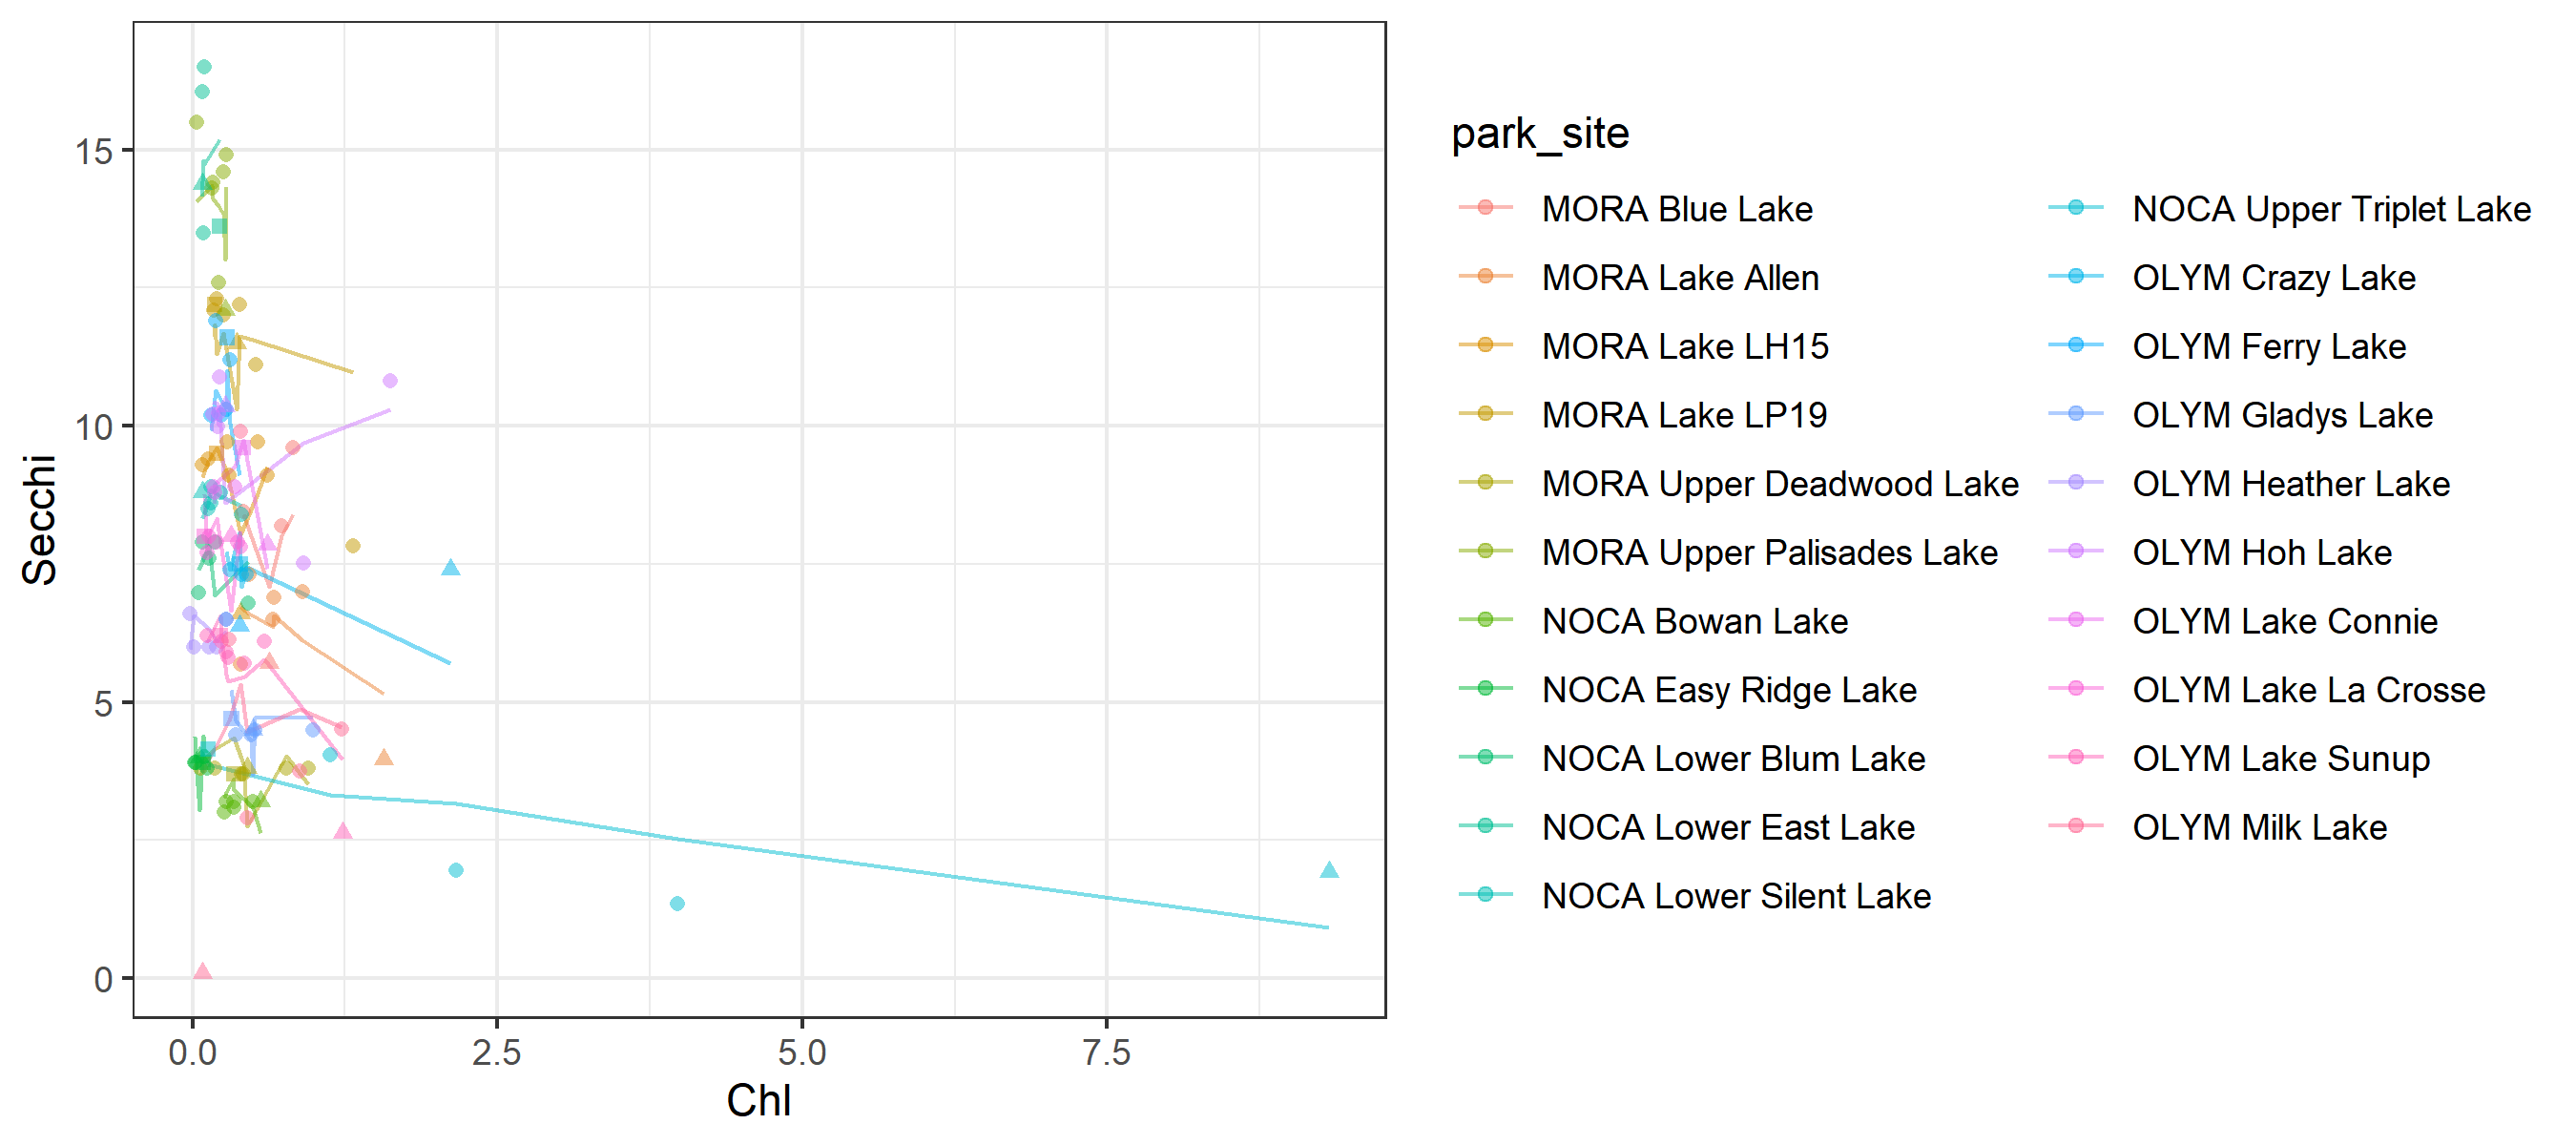 15
10
5
0
Secchi
0.0 2.5 5.0 7.5
Chl
park_site
MORA Blue Lake
MORA Lake Allen
MORA Lake LH15
MORA Lake LP19
MORA Upper Deadwood Lake
MORA Upper Palisades Lake
NOCA Bowan Lake
NOCA Easy Ridge Lake
NOCA Lower Blum Lake
NOCA Lower East Lake
NOCA Lower Silent Lake
NOCA Upper Triplet Lake
OLYM Crazy Lake
OLYM Ferry Lake
OLYM Gladys Lake
OLYM Heather Lake
OLYM Hoh Lake
OLYM Lake Connie
OLYM Lake La Crosse
OLYM Lake Sunup
OLYM Milk Lake